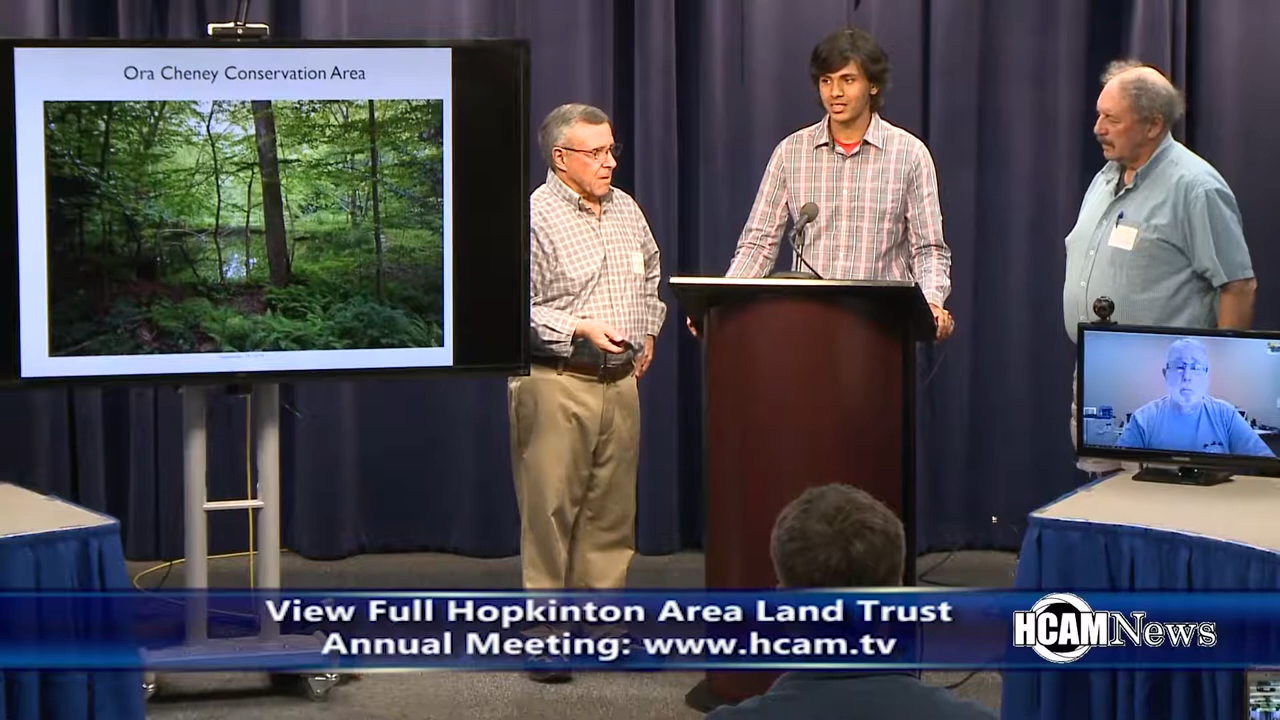 Ora Cheney Conservation Area
View Full Hopkinton Area Land Trust
Annual Meeting: www.hcam.tv
HCAMNews